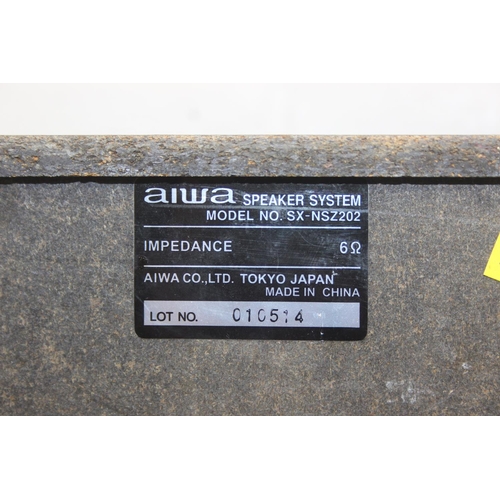 aiwa SPEAKER SYSTEM
MODEL NO. SX-NSZ202
IMPEDANCE 6Ω
AIWA CO.,LTD. TOKYO JAPAN
MADE IN CHINA
LOT NO. 010514